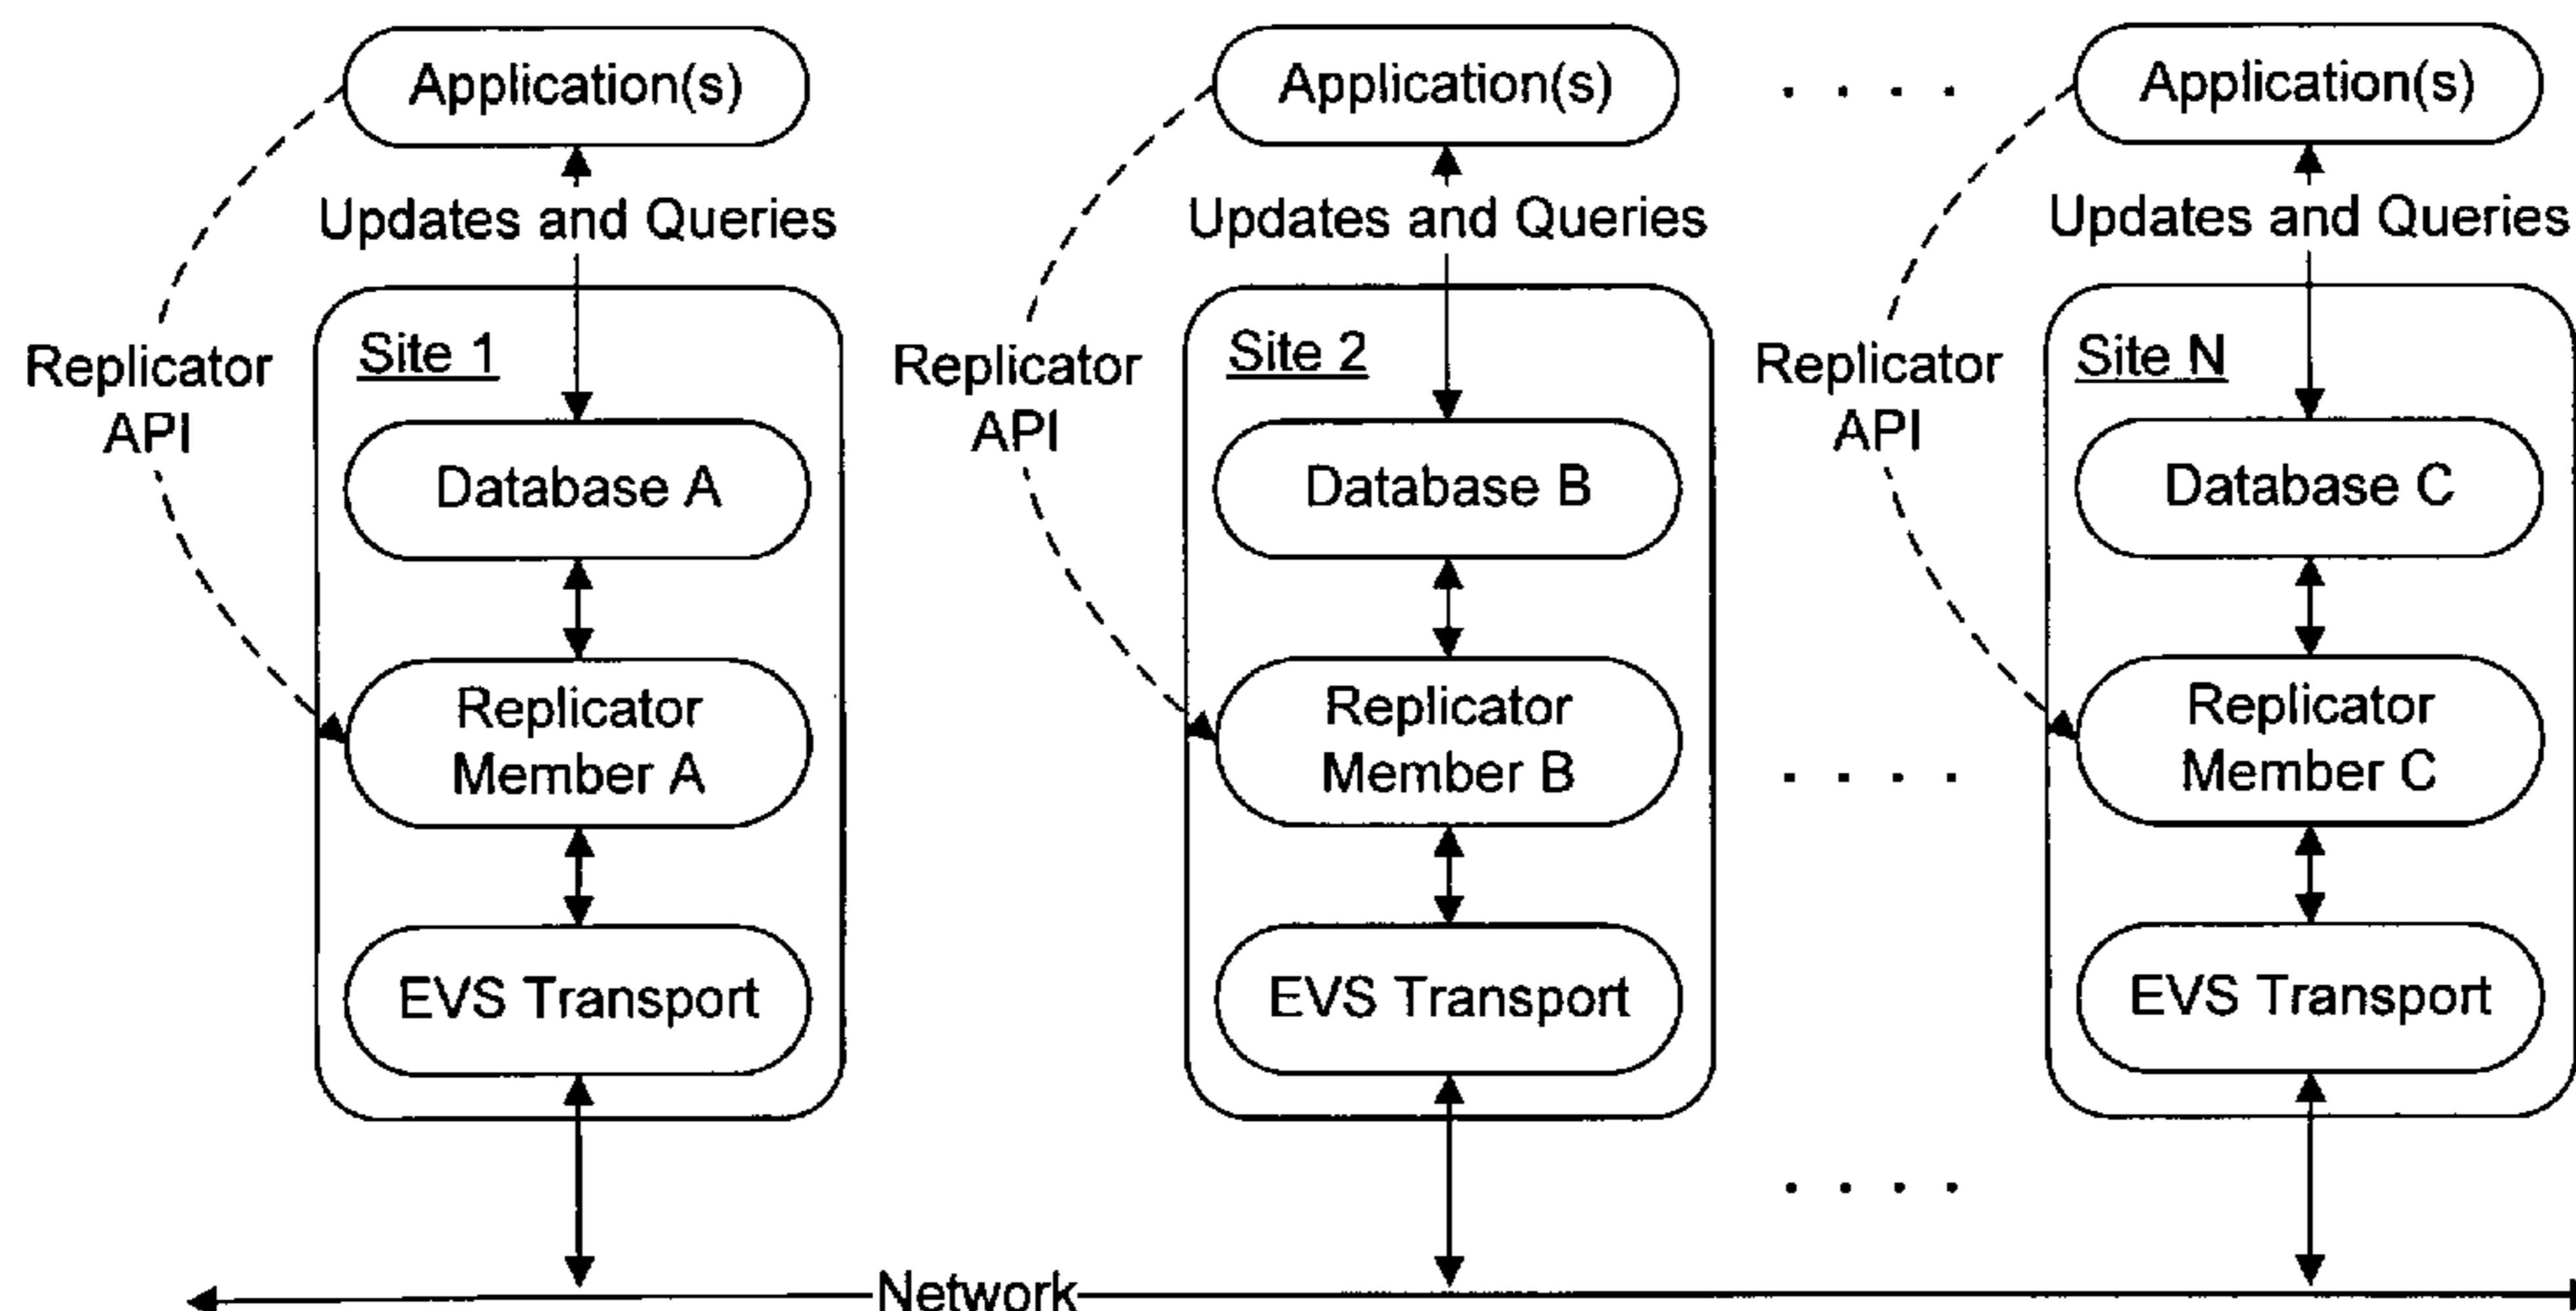 Application(s)
Application(s)
. . . .
Application(s)
Updates and Queries
Updates and Queries
Updates and Queries
Replicator
API
Site 1
Replicator
API
Site 2
Replicator
API
Site N
Database A
Database B
Database C
Replicator
Member A
Replicator
Member B
. . . .
Replicator
Member C
EVS Transport
EVS Transport
EVS Transport
. . . .
Network